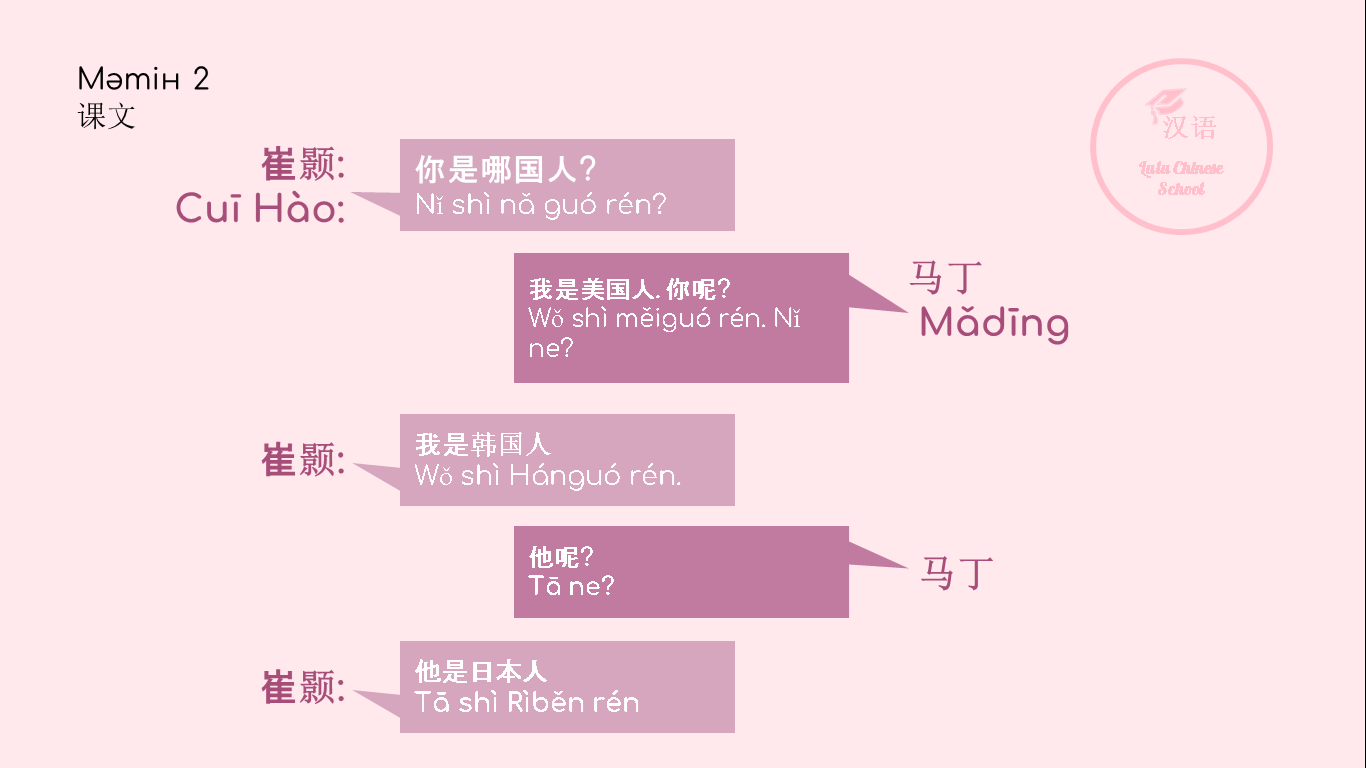 Мәтін 2
课文
崔颢:
Cuī Hào:
你是哪国人?
Nǐ shì nǎ guó rén?
我是美国人. 你呢?
Wǒ shì měiguó rén. Nǐ
ne?
马丁
Mǎdīng
崔颢:
我是韩国人
Wǒ shì Hánguó rén.
他呢?
Tā ne?
马丁
崔颢:
他是日本人
Tā shì Rìběn rén
汉语
LuLu Chinese
School